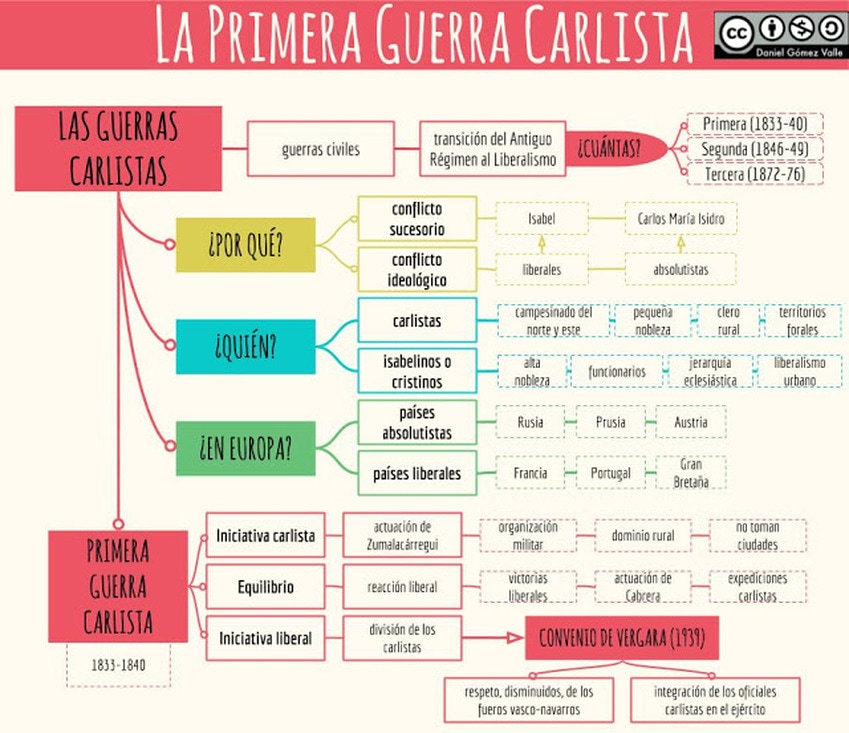 LA PRIMERA GUERRA CARLISTA
cc
Daniel Gómez Valle
LAS GUERRAS
CARLISTAS
guerras civiles
transición del Antiguo
Régimen al Liberalismo
¿CUÁNTAS?
Primera (1833-40)
Segunda (1846-49)
Tercera (1872-76)
¿POR QUÉ?
conflicto
sucesorio
Isabel
Carlos María Isidro
conflicto
ideológico
liberales
absolutistas
¿QUIÉN?
carlistas
campesinado del
norte y este
pequeña
nobleza
clero
rural
territorios
forales
isabelinos o
cristinos
alta
nobleza
funcionarios
jerarquía
eclesiástica
liberalismo
urbano
¿EN EUROPA?
países
absolutistas
Rusia
Prusia
Austria
países liberales
Francia
Portugal
Gran
Bretaña
PRIMERA
GUERRA
CARLISTA
1833-1840
Iniciativa carlista
actuación de
Zumalacárregui
organización
militar
dominio rural
no toman
ciudades
Equilibrio
reacción liberal
victorias
liberales
actuación de
Cabrera
expediciones
carlistas
Iniciativa liberal
división de los
carlistas
CONVENIO DE VERGARA (1939)
respeto, disminuidos, de los
fueros vasco-navarros
integración de los oficiales
carlistas en el ejército